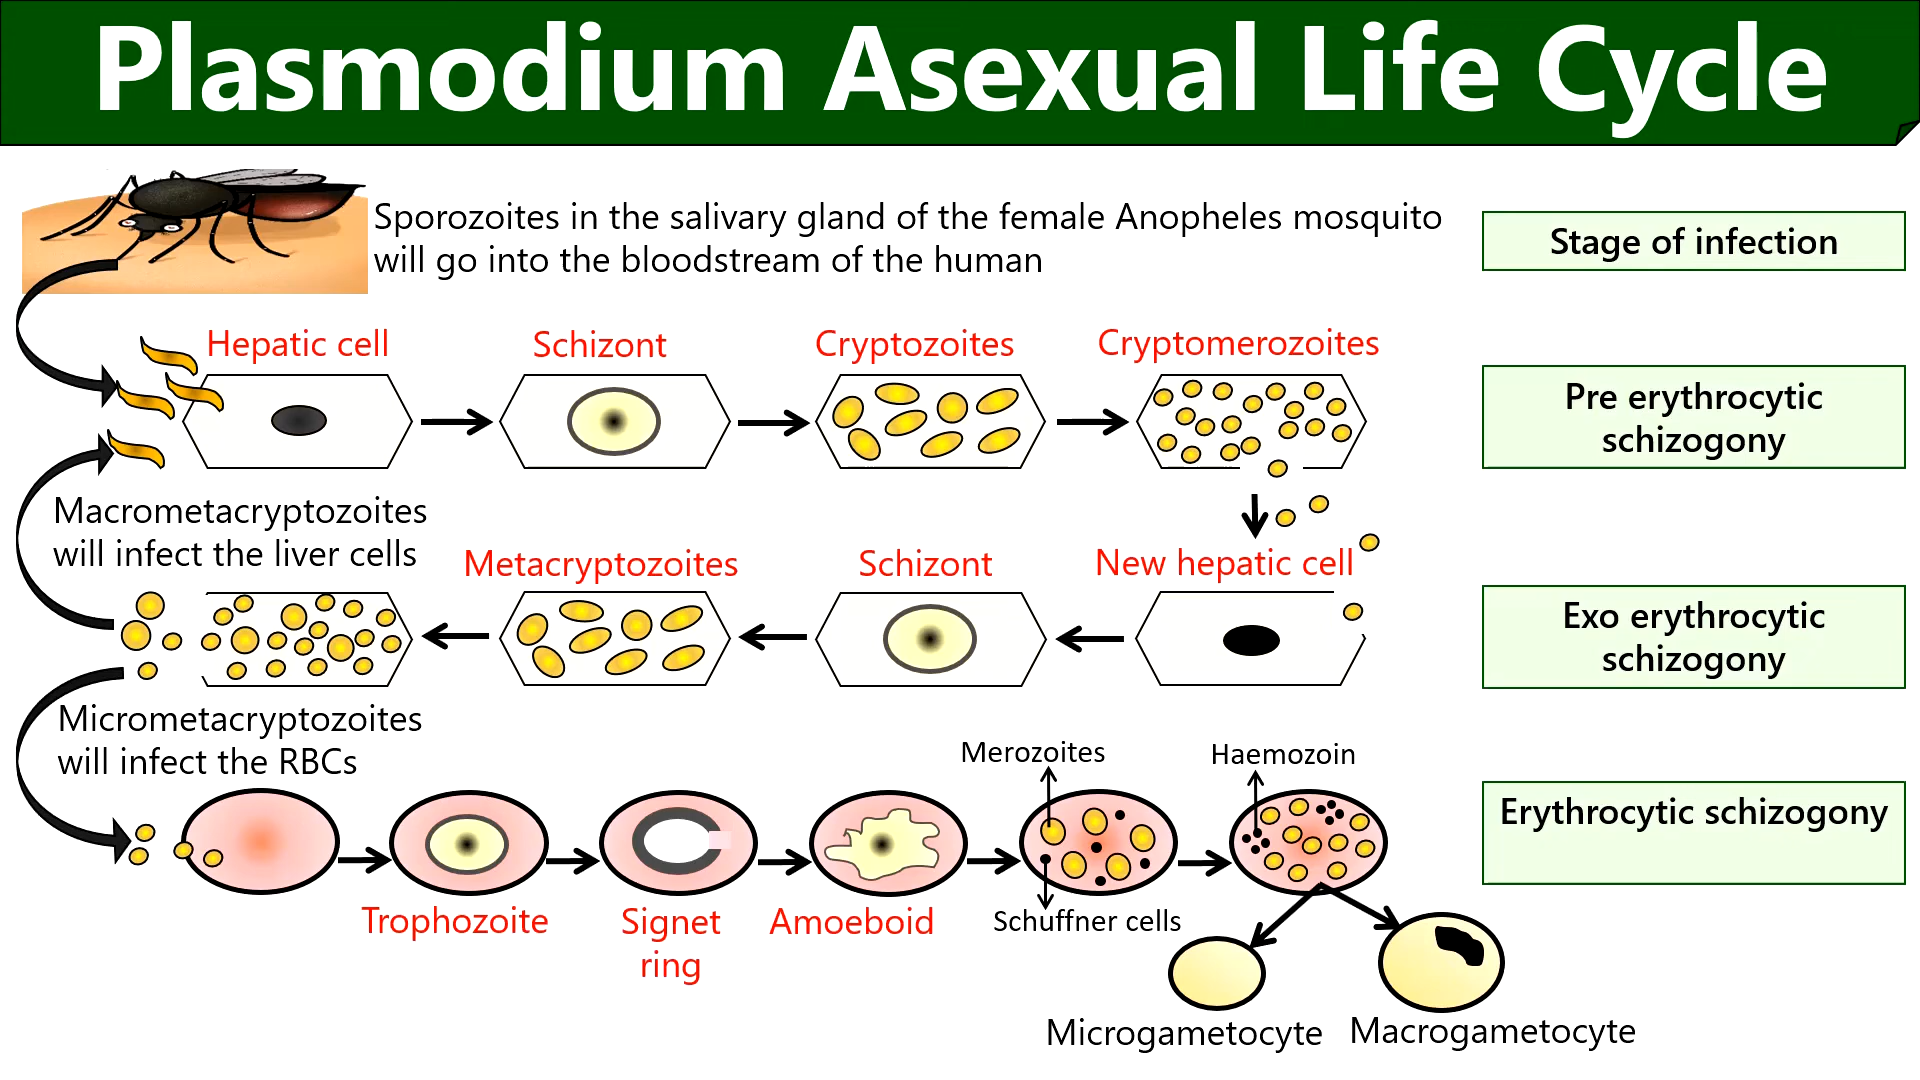 Plasmodium Asexual Life Cycle
Sporozoites in the salivary gland of the female Anopheles mosquito
will go into the bloodstream of the human
Stage of infection
Hepatic cell
Schizont
Cryptozoites
Cryptomerozoites
Pre erythrocytic
schizogony
Macrometacryptozoites
will infect the liver cells
Metacryptozoites
Schizont
New hepatic cell
Exo erythrocytic
schizogony
Micrometacryptozoites
will infect the RBCs
Merozoites
Haemozoin
Erythrocytic schizogony
Trophozoite
Signet
ring
Amoeboid
Schuffner cells
Microgametocyte
Macrogametocyte